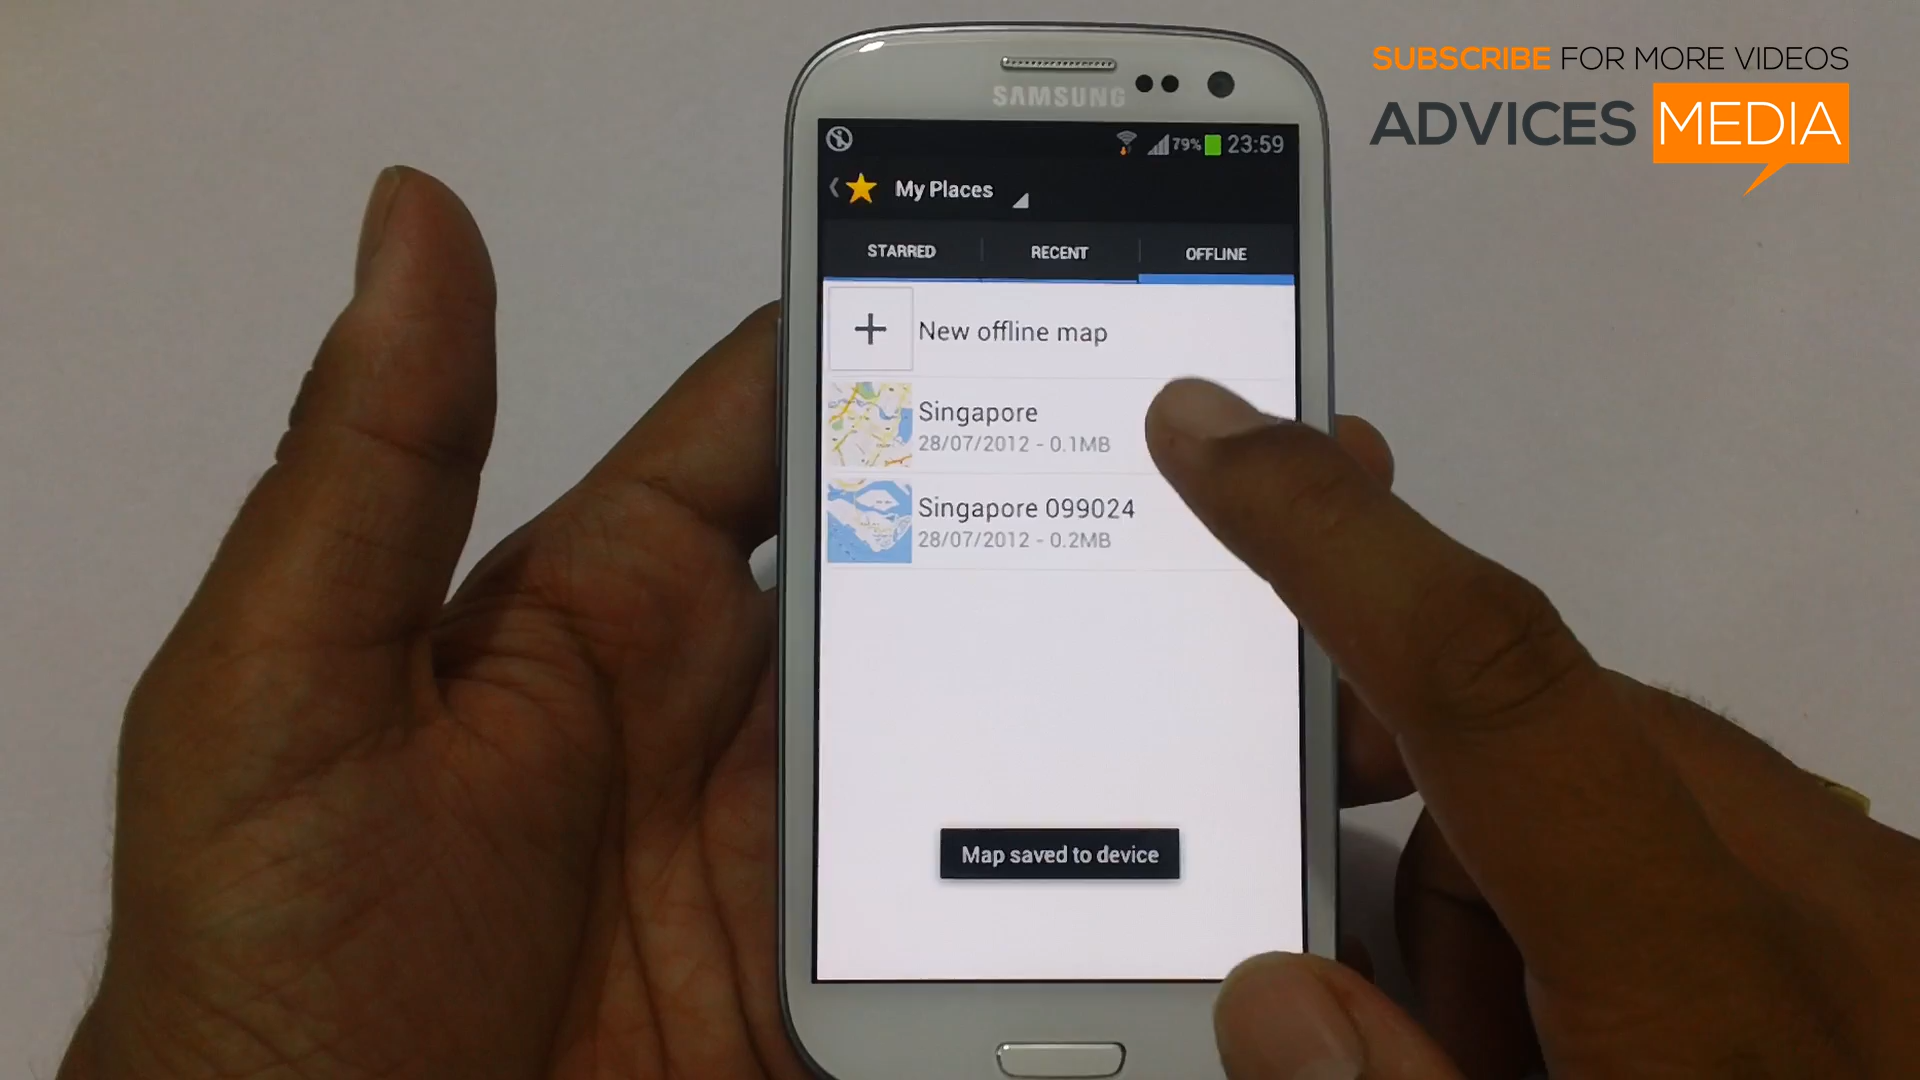 SUBSCRIBE FOR MORE VIDEOS
ADVICES MEDIA
SAMSUNG
79% 23:59
My Places
STARRED RECENT OFFLINE
New offline map
Singapore
28/07/2012 - 0.1MB
Singapore 099024
28/07/2012 - 0.2MB
Map saved to device